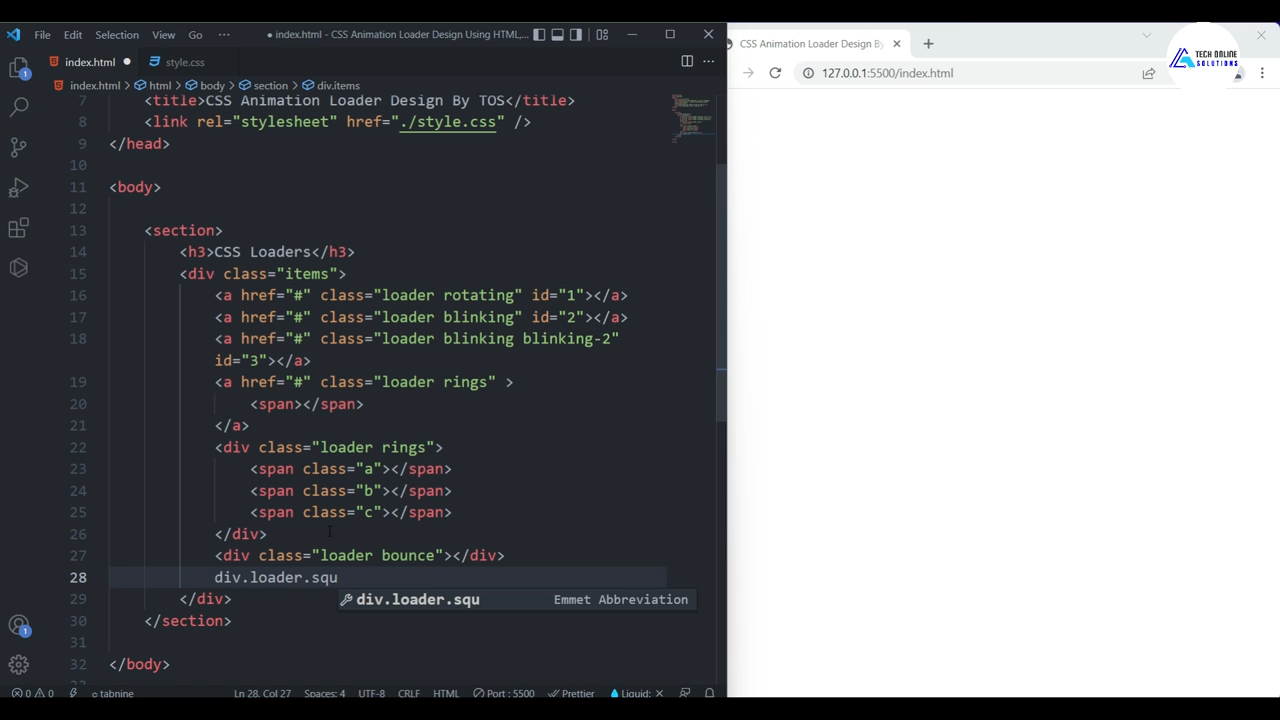 File Edit Selection View Go ··· ● index.html - CSS Animation Loader Design Using HTML,...
index.html ● style.css
index.html > html > body > section > div.items
7 <title>CSS Animation Loader Design By TOS</title>
8 <link rel="stylesheet" href="./style.css" />
9 </head>
10
11 <body>
12
13 <section>
14 <h3>CSS Loaders</h3>
15 <div class="items">
16 <a href="#" class="loader rotating" id="1"></a>
17 <a href="#" class="loader blinking" id="2"></a>
18 <a href="#" class="loader blinking blinking-2"
id="3"></a>
19 <a href="#" class="loader rings" >
20 <span></span>
21 </a>
22 <div class="loader rings">
23 <span class="a"></span>
24 <span class="b"></span>
25 <span class="c"></span>
26 </div>
27 <div class="loader bounce"></div>
28 div.loader.squ
div.loader.squ Emmet Abbreviation
29 </div>
30 </section>
31
32 </body>
1
1
0 0 tabnine Ln 28, Col 27 Spaces: 4 UTF-8 CRLF HTML Port : 5500 Prettier Liquid:
CSS Animation Loader Design By
127.0.0.1:5500/index.html
TECH ONLINE
SOLUTIONS